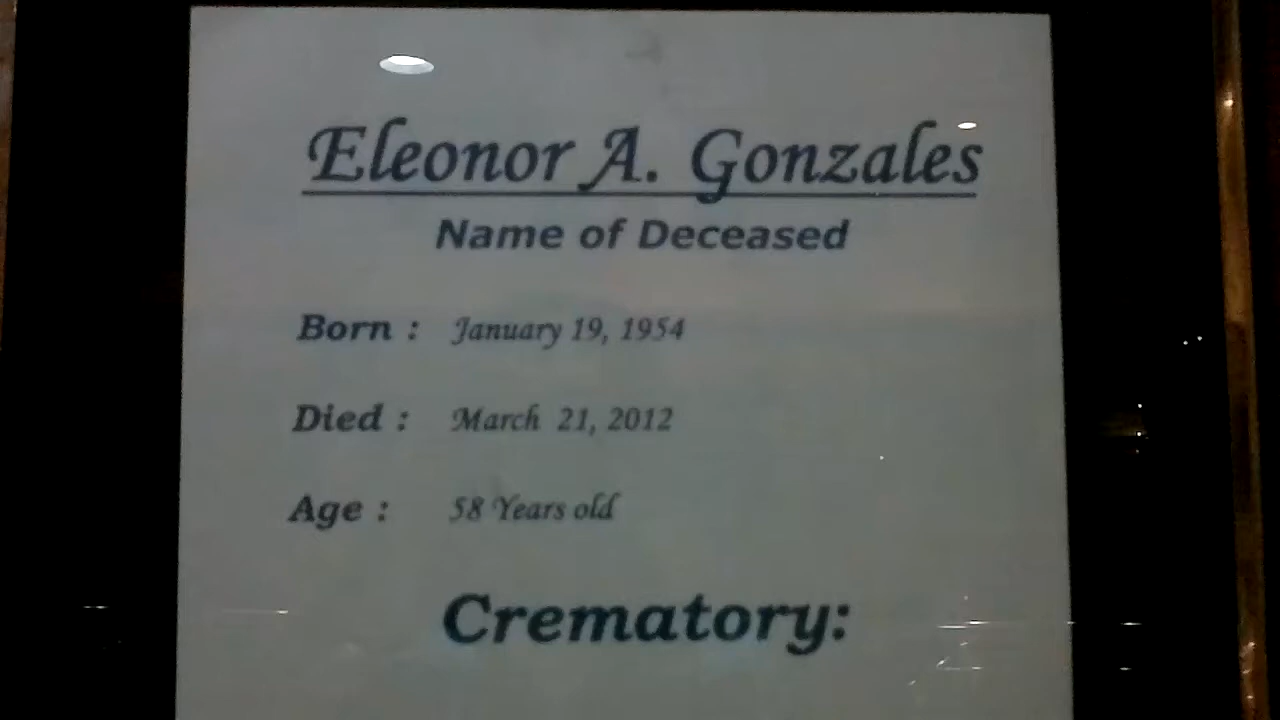 Eleonor A. Gonzales
Name of Deceased
Born : January 19, 1954
Died : March 21, 2012
Age : 58 Years old
Crematory: